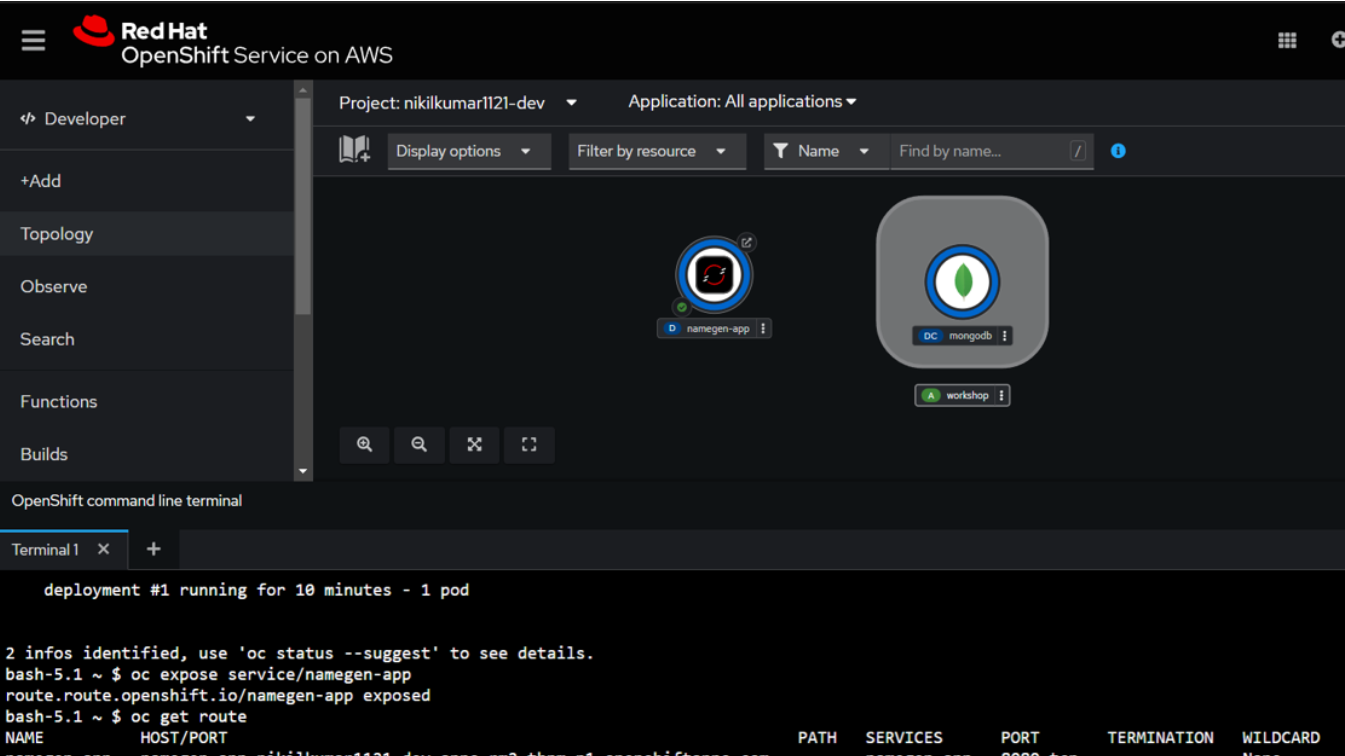 Red Hat
OpenShift Service on AWS
Developer
Project: nikilkumar1121-dev
Application: All applications
Display options
Filter by resource
Name
Find by name...
/
+Add
Topology
Observe
Search
Functions
Builds
D namegen-app
DC mongodb
A workshop
OpenShift command line terminal
Terminal 1
deployment #1 running for 10 minutes - 1 pod
2 infos identified, use 'oc status --suggest' to see details.
bash-5.1 ~ $ oc expose service/namegen-app
route.route.openshift.io/namegen-app exposed
bash-5.1 ~ $ oc get route
NAME HOST/PORT PATH SERVICES PORT TERMINATION WILDCARD